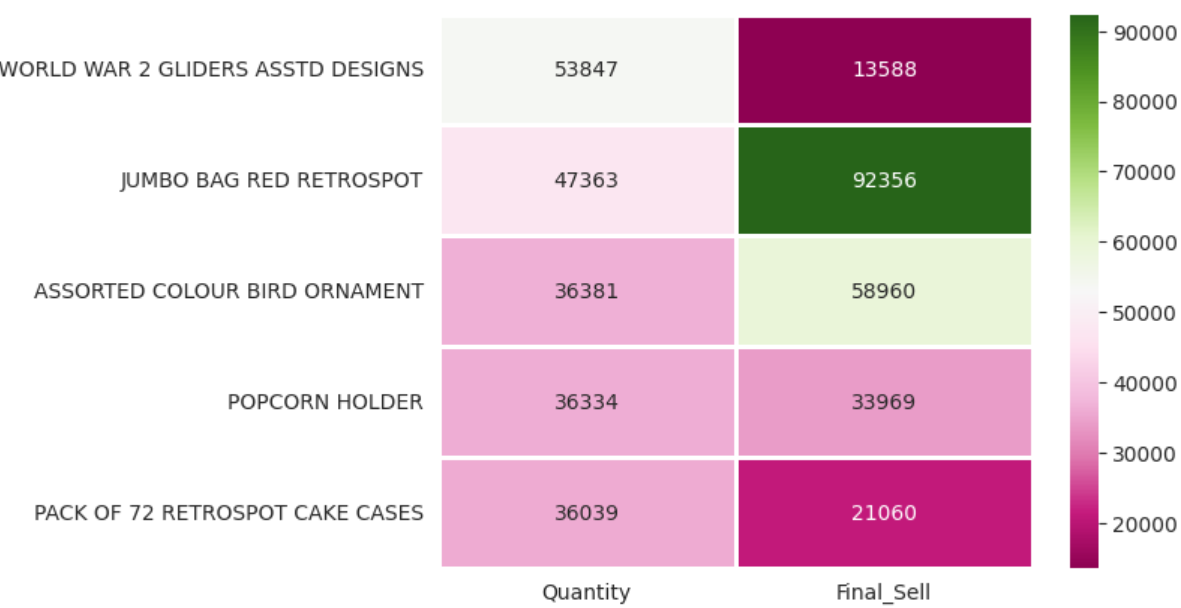 WORLD WAR 2 GLIDERS ASSTD DESIGNS 53847 13588
JUMBO BAG RED RETROSPOT 47363 92356
ASSORTED COLOUR BIRD ORNAMENT 36381 58960
POPCORN HOLDER 36334 33969
PACK OF 72 RETROSPOT CAKE CASES 36039 21060
Quantity Final_Sell
90000
80000
70000
60000
50000
40000
30000
20000